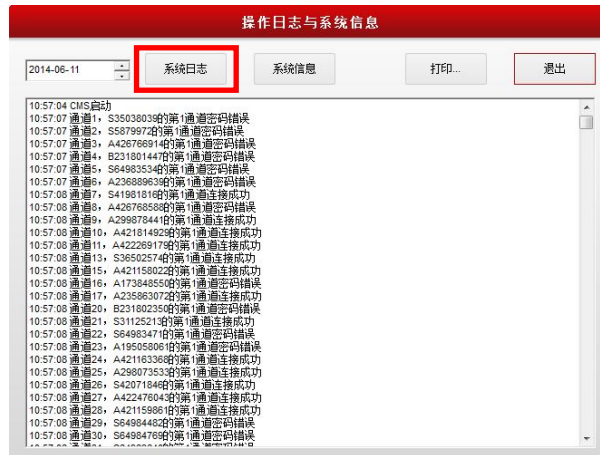 操作日志与系统信息
2014-06-11 系统日志 系统信息 打印... 退出
10:57:04 CMS启动
10:57:07 通道1，S35038039的第1通道密码错误
10:57:07 通道2，S5879972的第1通道密码错误
10:57:07 通道3，A426766914的第1通道密码错误
10:57:07 通道4，B231801447的第1通道密码错误
10:57:07 通道5，S64983534的第1通道密码错误
10:57:07 通道6，A236889639的第1通道密码错误
10:57:08 通道7，S41981816的第1通道连接成功
10:57:08 通道8，A426768588的第1通道密码错误
10:57:08 通道9，A299878441的第1通道连接成功
10:57:08 通道10，A421814929的第1通道连接成功
10:57:08 通道11，A422269179的第1通道连接成功
10:57:08 通道13，S36502574的第1通道连接成功
10:57:08 通道15，A421158022的第1通道连接成功
10:57:08 通道16，A173848550的第1通道密码错误
10:57:08 通道17，A235863072的第1通道连接成功
10:57:08 通道20，B231802350的第1通道密码错误
10:57:08 通道21，S31125213的第1通道连接成功
10:57:08 通道22，S64983471的第1通道密码错误
10:57:08 通道23，A195058061的第1通道密码错误
10:57:08 通道24，A421163368的第1通道连接成功
10:57:08 通道25，A298073533的第1通道连接成功
10:57:08 通道26，S42071846的第1通道连接成功
10:57:08 通道27，A422476043的第1通道连接成功
10:57:08 通道28，A421159861的第1通道连接成功
10:57:08 通道29，S64984482的第1通道密码错误
10:57:08 通道30，S64984769的第1通道密码错误